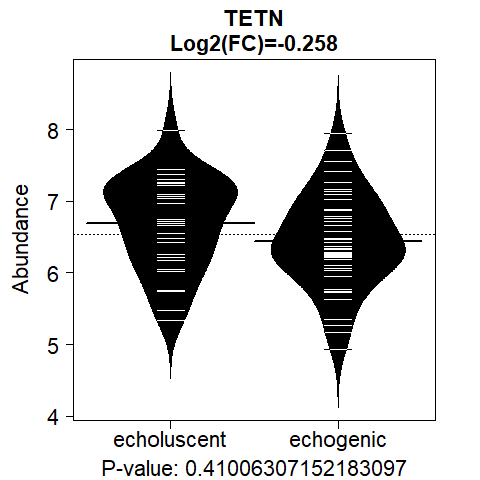 TETN
Log2(FC)=-0.258
Abundance
8
7
6
5
4
echoluscent echogenic
P-value: 0.41006307152183097